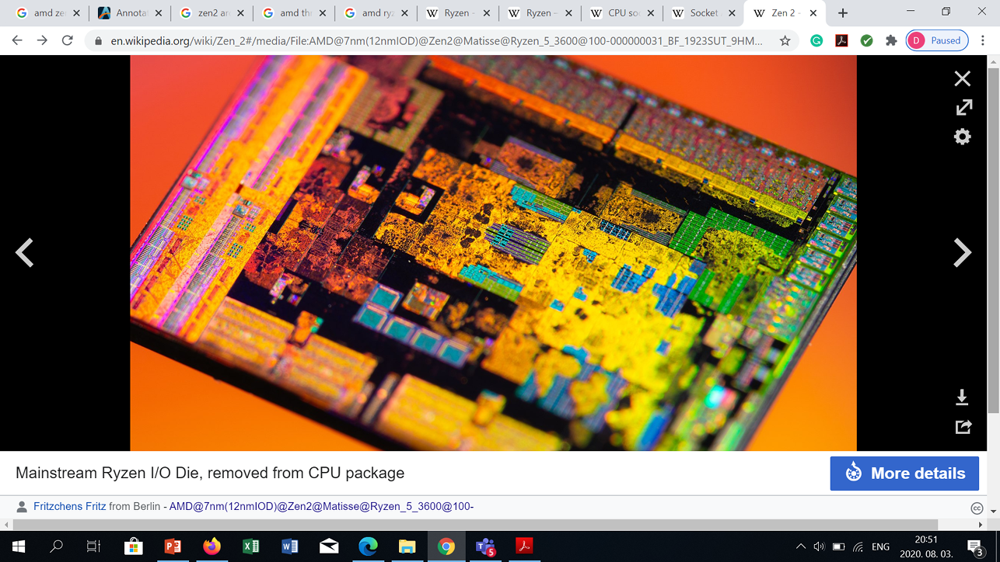 amd ze
Annota
zen2 ar
amd th
amd ry
Ryzen -
Ryzen -
CPU so
Socket
Zen 2 -
en.wikipedia.org/wiki/Zen_2#/media/File:AMD@7nm(12nmIOD)@Zen2@Matisse@Ryzen_5_3600@100-000000031_BF_1923SUT_9HM...
D Paused
Mainstream Ryzen I/O Die, removed from CPU package
More details
Fritzchens Fritz from Berlin - AMD@7nm(12nmIOD)@Zen2@Matisse@Ryzen_5_3600@100-
cc
5
ENG
20:51
2020. 08. 03.
3